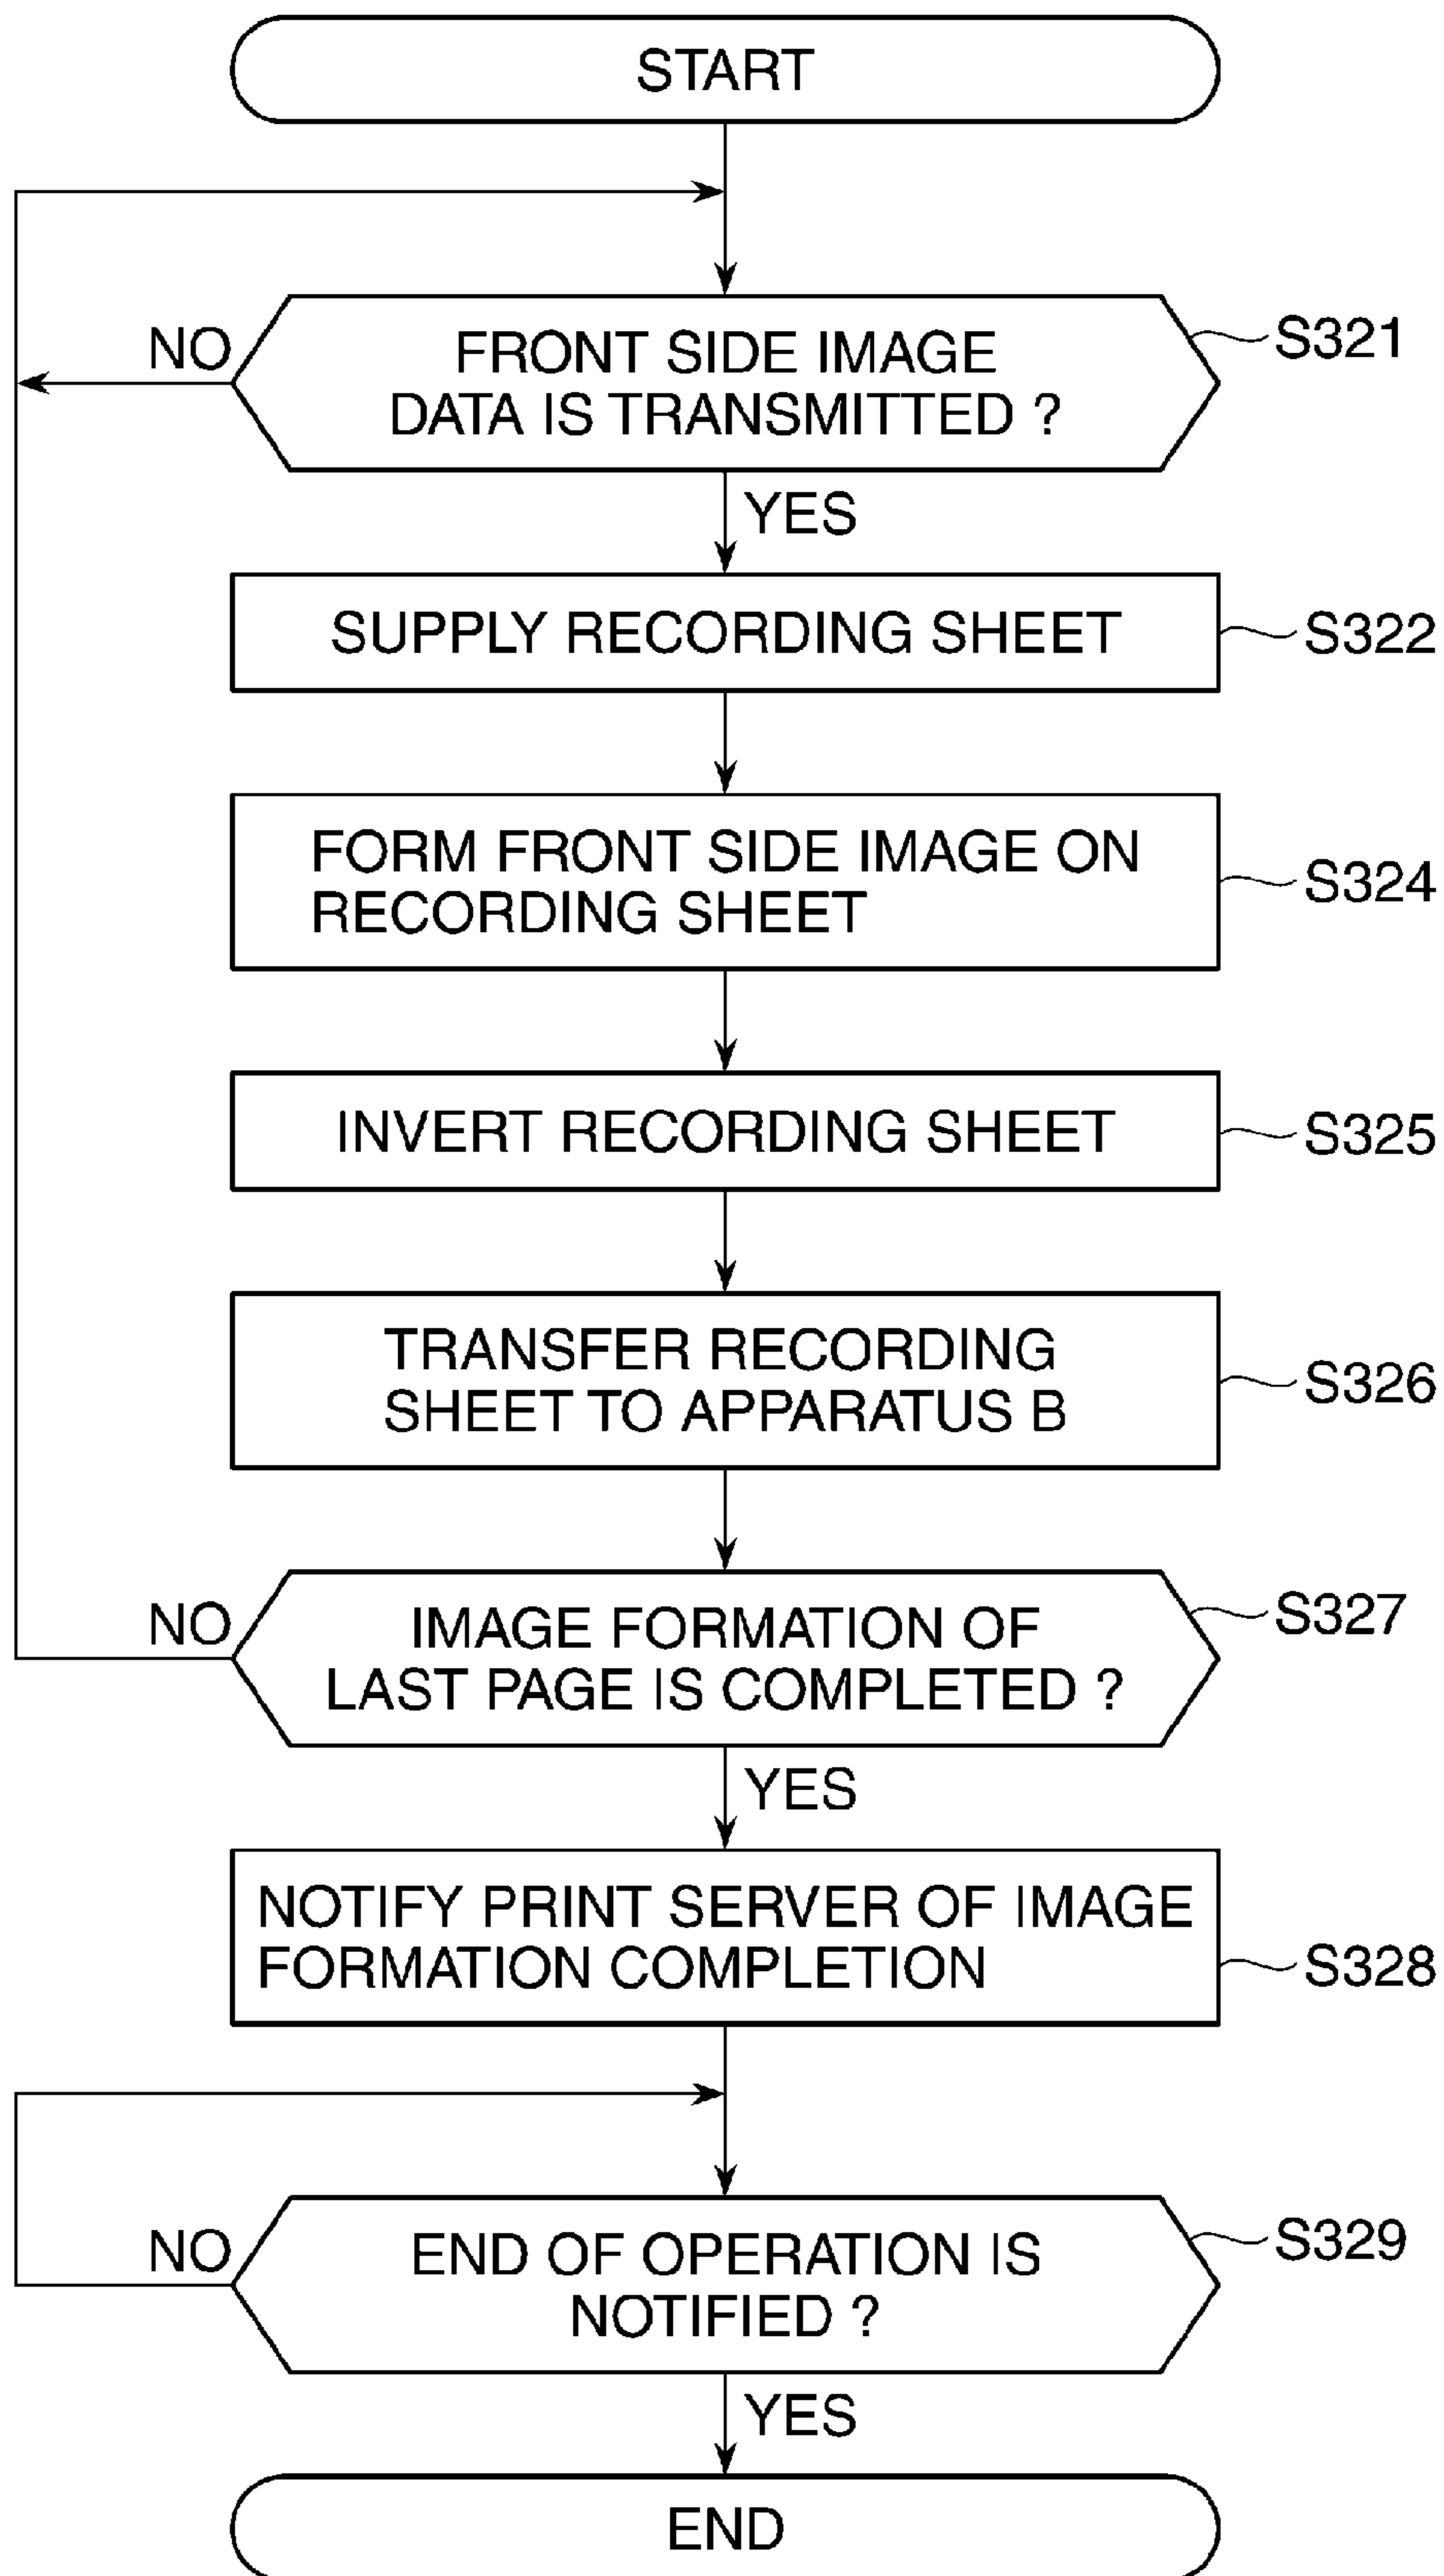 START
NO
FRONT SIDE IMAGE
DATA IS TRANSMITTED ?
S321
YES
SUPPLY RECORDING SHEET
S322
FORM FRONT SIDE IMAGE ON
RECORDING SHEET
S324
INVERT RECORDING SHEET
S325
TRANSFER RECORDING
SHEET TO APPARATUS B
S326
NO
IMAGE FORMATION OF
LAST PAGE IS COMPLETED ?
S327
YES
NOTIFY PRINT SERVER OF IMAGE
FORMATION COMPLETION
S328
NO
END OF OPERATION IS
NOTIFIED ?
S329
YES
END